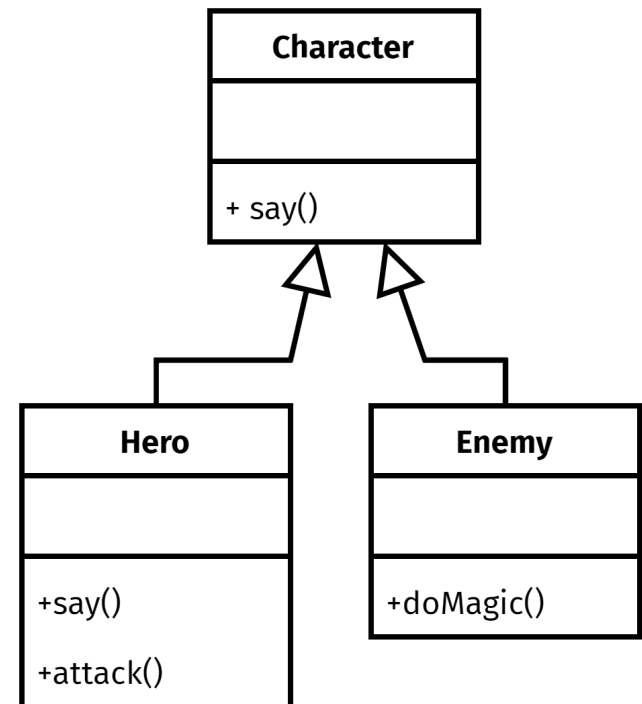 Character
+ say()
Hero
Enemy
+say()
+doMagic()
+attack()